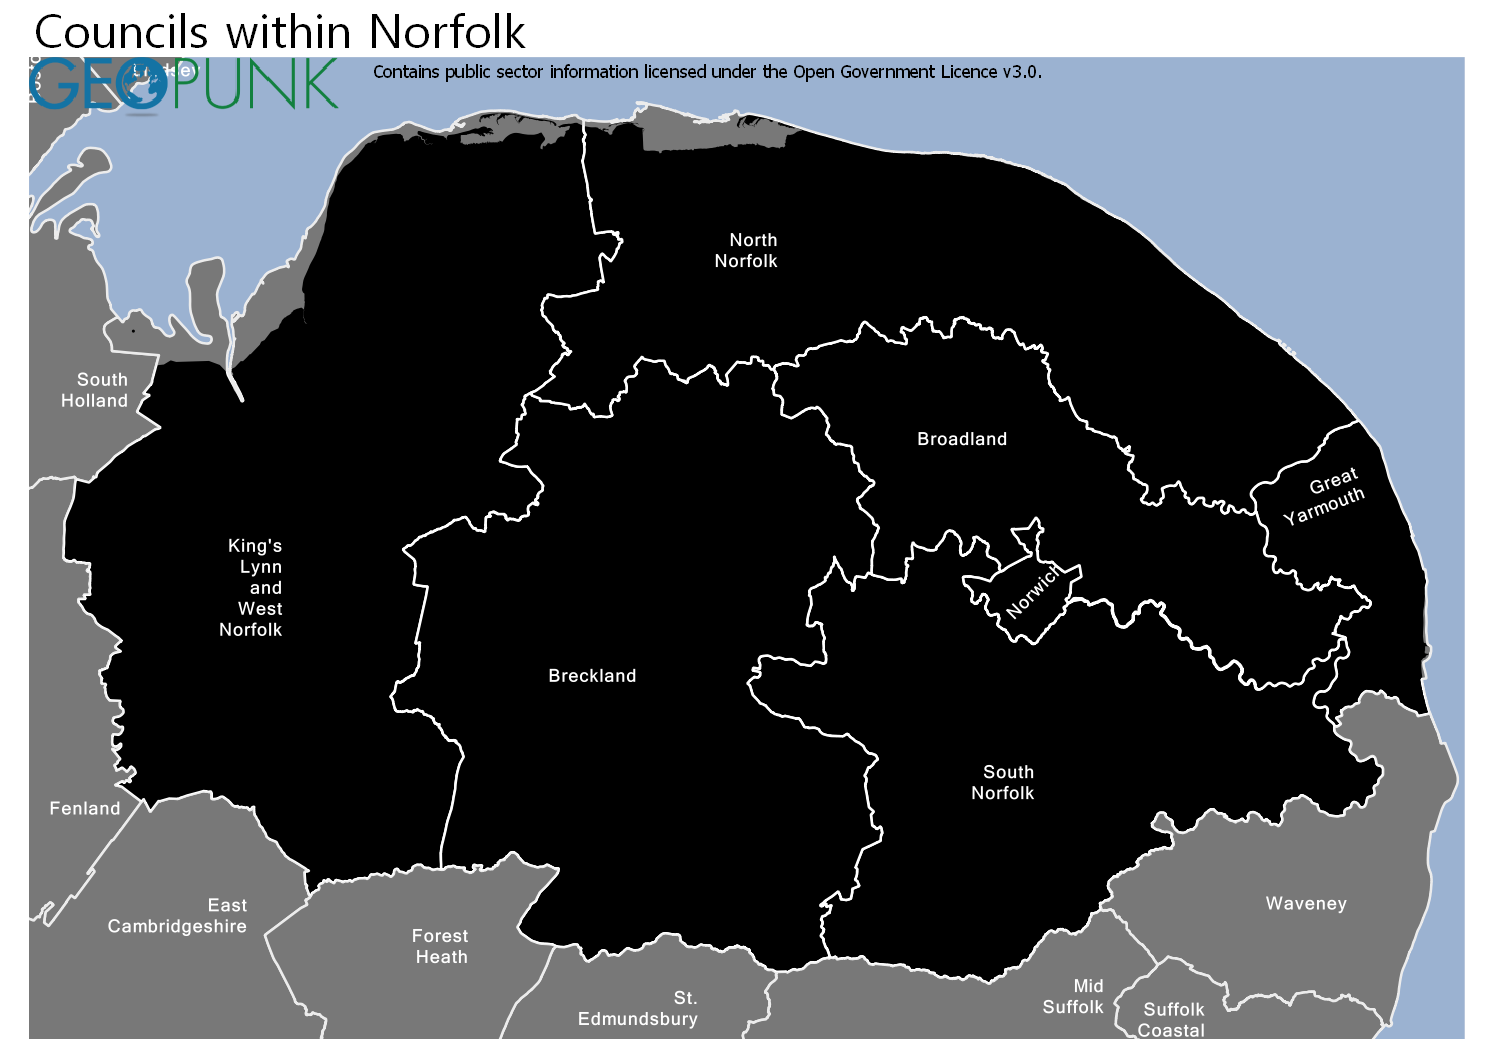 Councils within Norfolk
GEOPUNK
Contains public sector information licensed under the Open Government Licence v3.0.
North
Norfolk
South
Holland
Broadland
Great
Yarmouth
King's
Lynn
and
West
Norfolk
Norwich
Breckland
South
Norfolk
Fenland
East
Cambridgeshire
Waveney
Forest
Heath
St.
Edmundsbury
Mid
Suffolk
Suffolk
Coastal